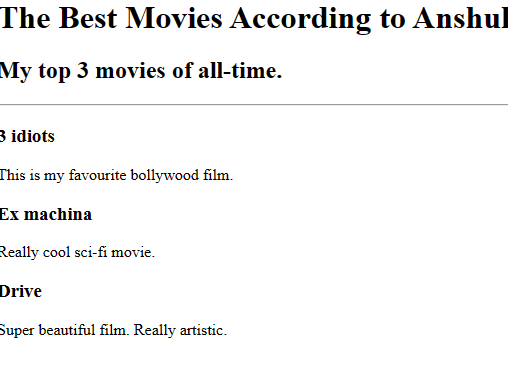 The Best Movies According to Anshul
My top 3 movies of all-time.
3 idiots
This is my favourite bollywood film.
Ex machina
Really cool sci-fi movie.
Drive
Super beautiful film. Really artistic.